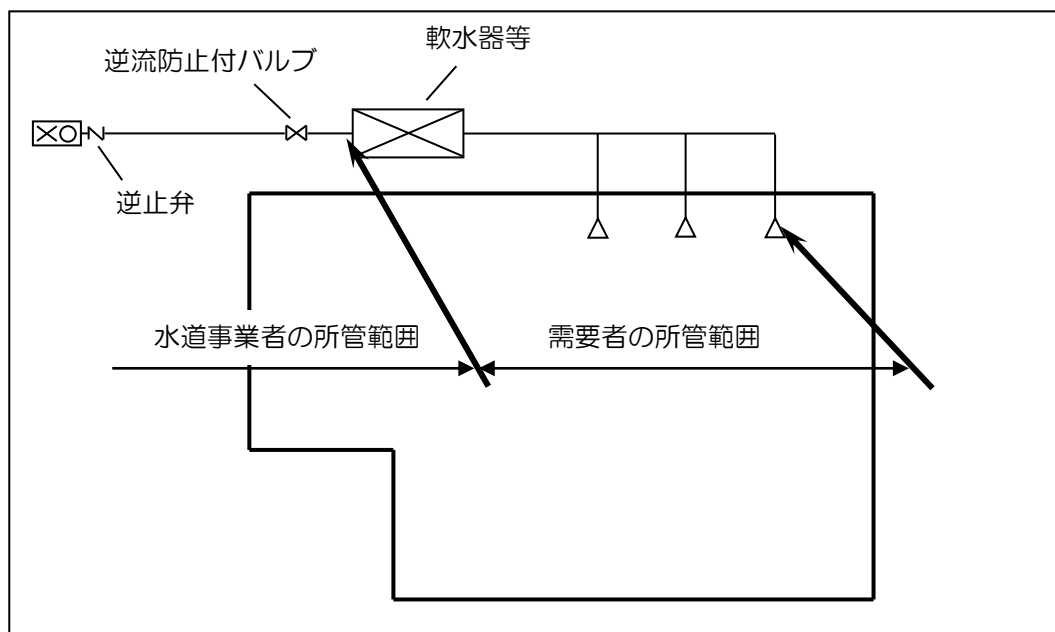 軟水器等
逆流防止付バルブ
逆止弁
水道事業者の所管範囲
需要者の所管範囲